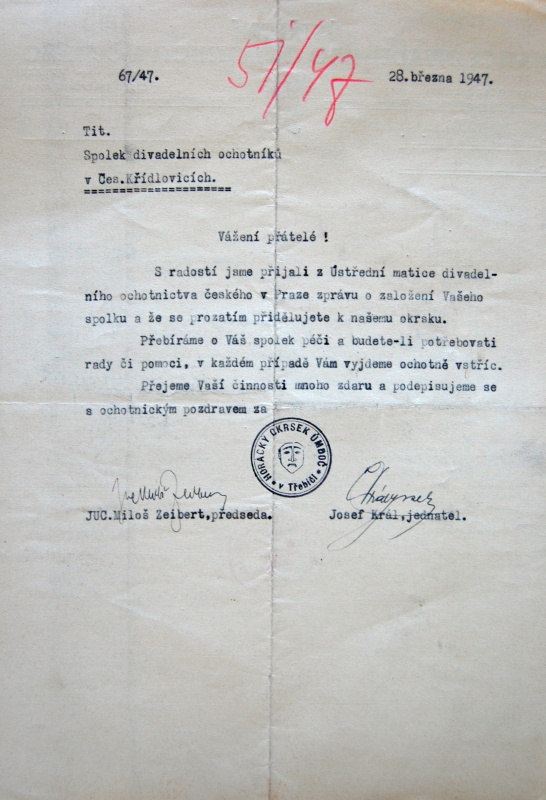 51/47
67/47.
28.března 1947.
Tit.
Spolek divadelních ochotníků
v Čes.Křídlovicích.
====================
Vážení přátelé !
S radostí jsme přijali z Ústřední matice divadel-
ního ochotnictva českého v Praze zprávu o založení Vašeho
spolku a že se prozatím přidělujete k našemu okrsku.
Přebíráme o Váš spolek péči a budete-li potřebovati
rady či pomoci, v každém případě Vám vyjdeme ochotně vstříc.
Přejeme Vaší činnosti mnoho zdaru a podepisujeme se
s ochotnickým pozdravem za
HORÁCKÝ OKRSEK ÚMDOČ
v Třebíči
JUC.Miloš Zeibert,předseda.
Josef Král,jednatel.